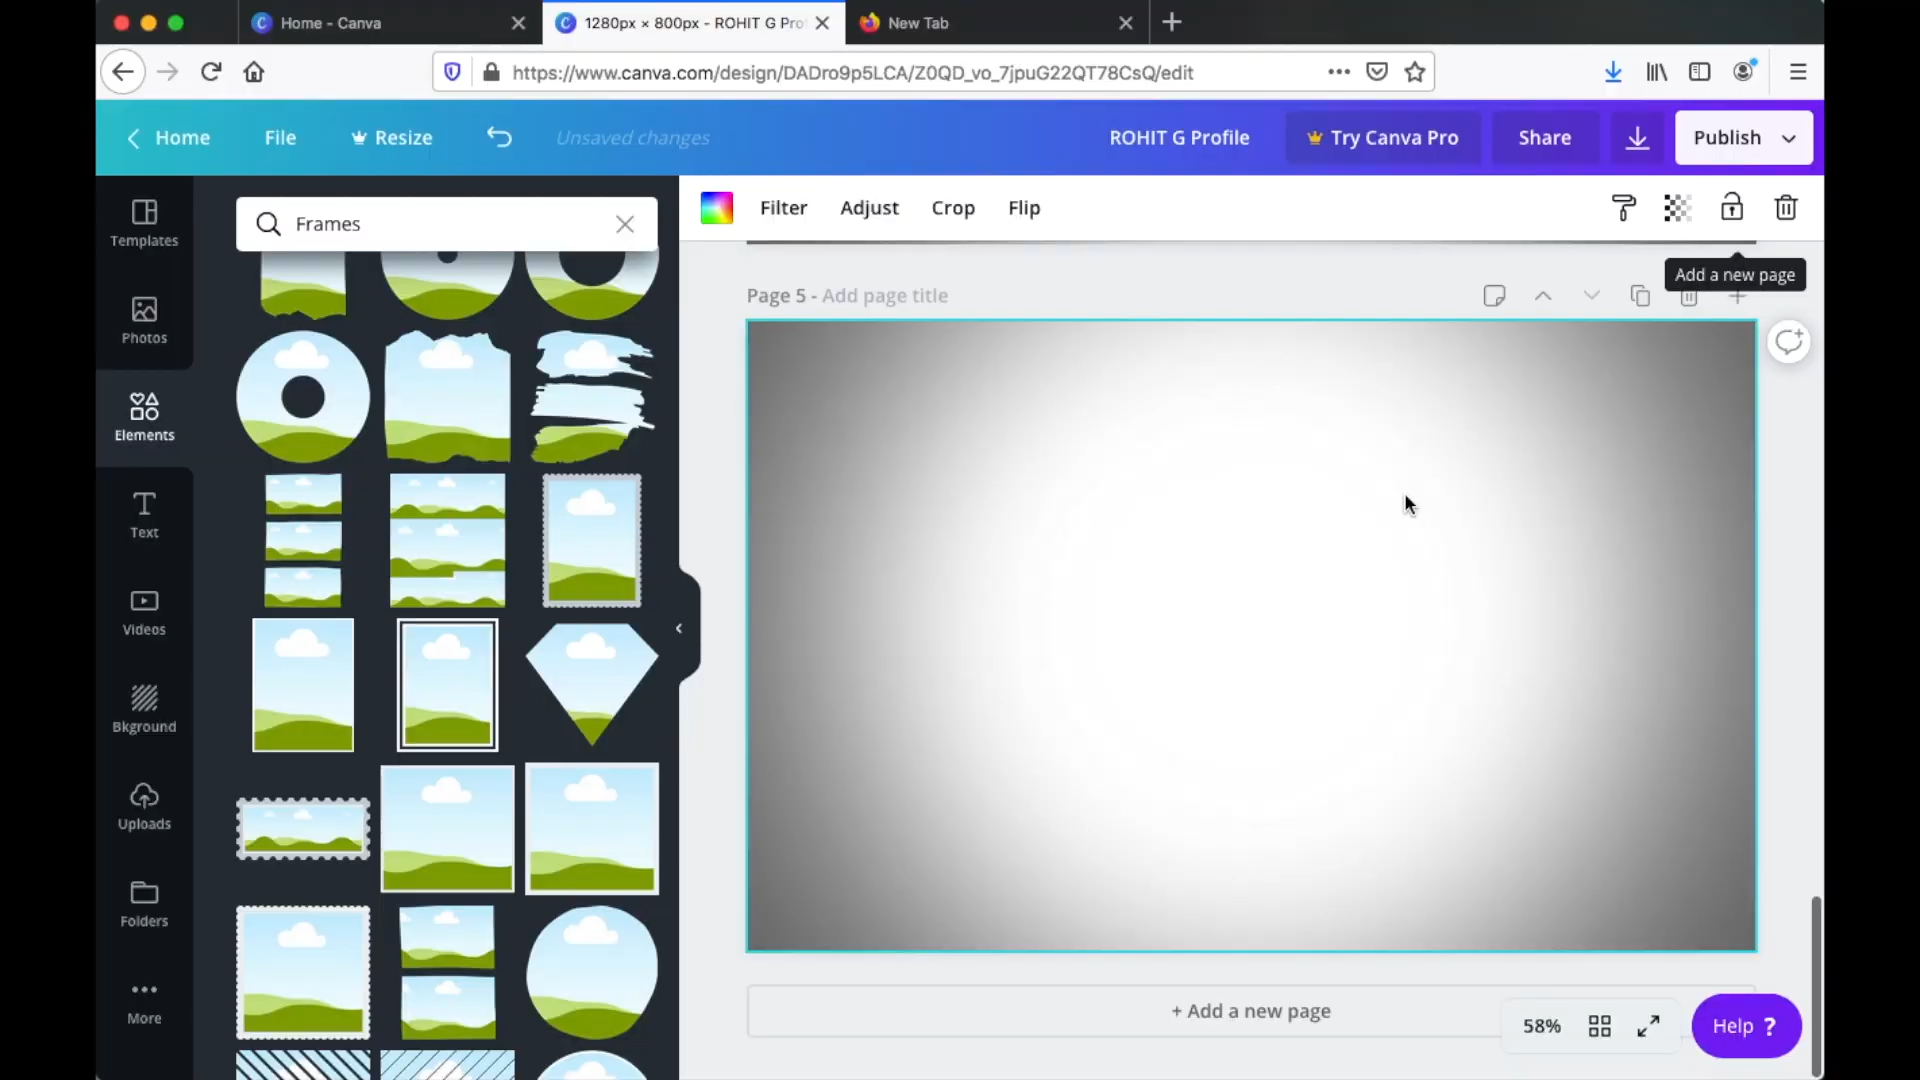 Home - Canva
1280px × 800px - ROHIT G Pro
New Tab
https://www.canva.com/design/DADro9p5LCA/Z0QD_vo_7jpuG22QT78CsQ/edit
Home
File
Resize
Unsaved changes
ROHIT G Profile
Try Canva Pro
Share
Publish
Templates
Photos
Elements
Text
Videos
Bkground
Uploads
Folders
More
Frames
Filter
Adjust
Crop
Flip
Add a new page
Page 5 - Add page title
+ Add a new page
58%
Help ?